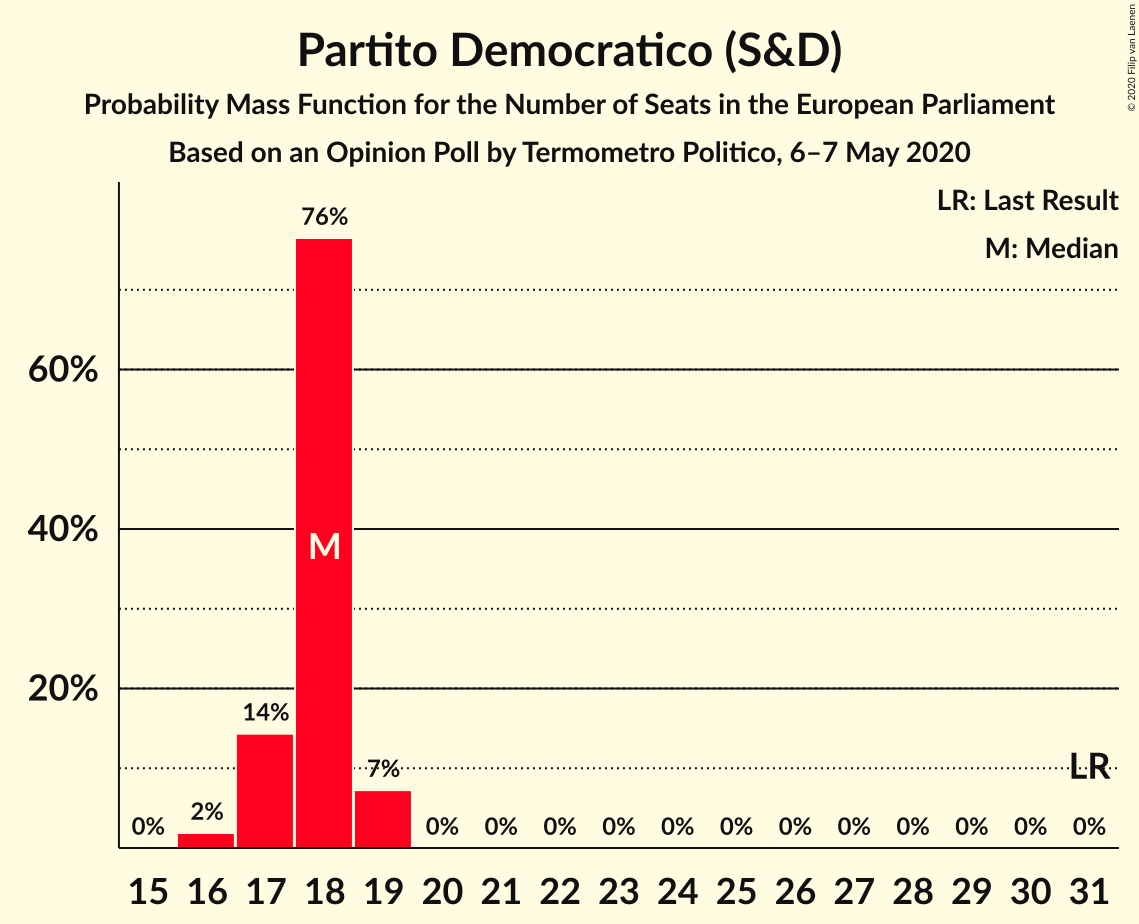 Partito Democratico (S&D)
Probability Mass Function for the Number of Seats in the European Parliament
Based on an Opinion Poll by Termometro Politico, 6–7 May 2020
© 2020 Filip van Laenen
LR: Last Result
M: Median
60%
40%
20%
0%
2%
14%
76%
7%
0%
0%
0%
0%
0%
0%
0%
0%
0%
0%
0%
0%
M
LR
15 16 17 18 19 20 21 22 23 24 25 26 27 28 29 30 31